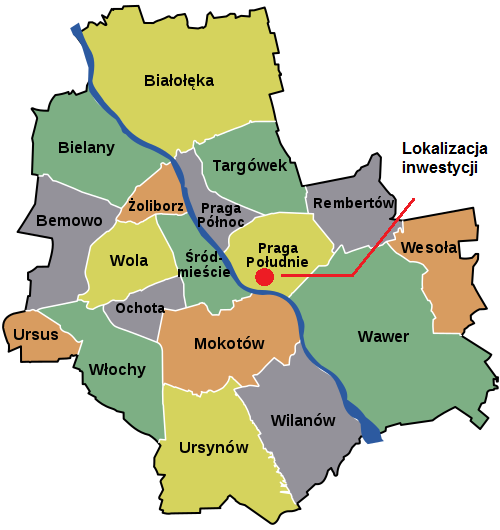 Białołęka
Bielany
Targówek
Lokalizacja
inwestycji
Żoliborz
Praga
Północ
Rembertów
Bemowo
Wola
Śród-
mieście
Praga
Południe
Wesoła
Ochota
Ursus
Włochy
Mokotów
Wawer
Wilanów
Ursynów